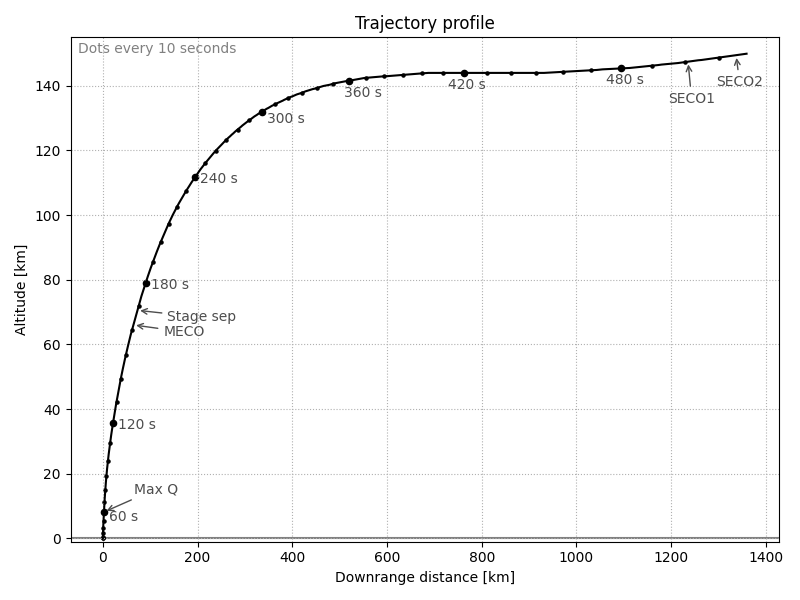 Trajectory profile
Dots every 10 seconds
140
120
100
80
60
40
20
0
Altitude [km]
360 s
420 s
480 s
SECO1
SECO2
300 s
240 s
180 s
Stage sep
MECO
120 s
Max Q
60 s
0
200
400
600
800
1000
1200
1400
Downrange distance [km]